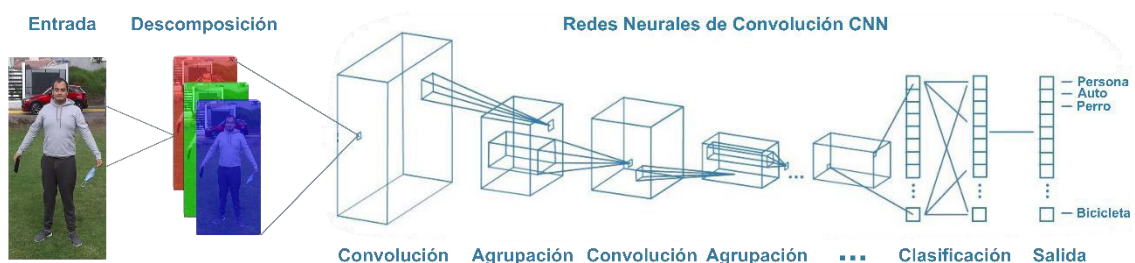 Entrada
Descomposición
Redes Neurales de Convolución CNN
Persona
Auto
Perro
Bicicleta
Convolución
Agrupación
Convolución
Agrupación
...
Clasificación
Salida